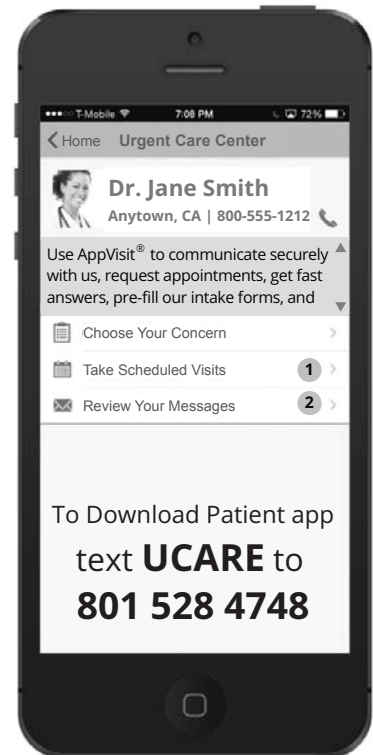 T-Mobile 7:08 PM 72%
Home Urgent Care Center
Dr. Jane Smith
Anytown, CA | 800-555-1212
Use AppVisit® to communicate securely
with us, request appointments, get fast
answers, pre-fill our intake forms, and
Choose Your Concern
Take Scheduled Visits 1
Review Your Messages 2
To Download Patient app
text UCARE to
801 528 4748